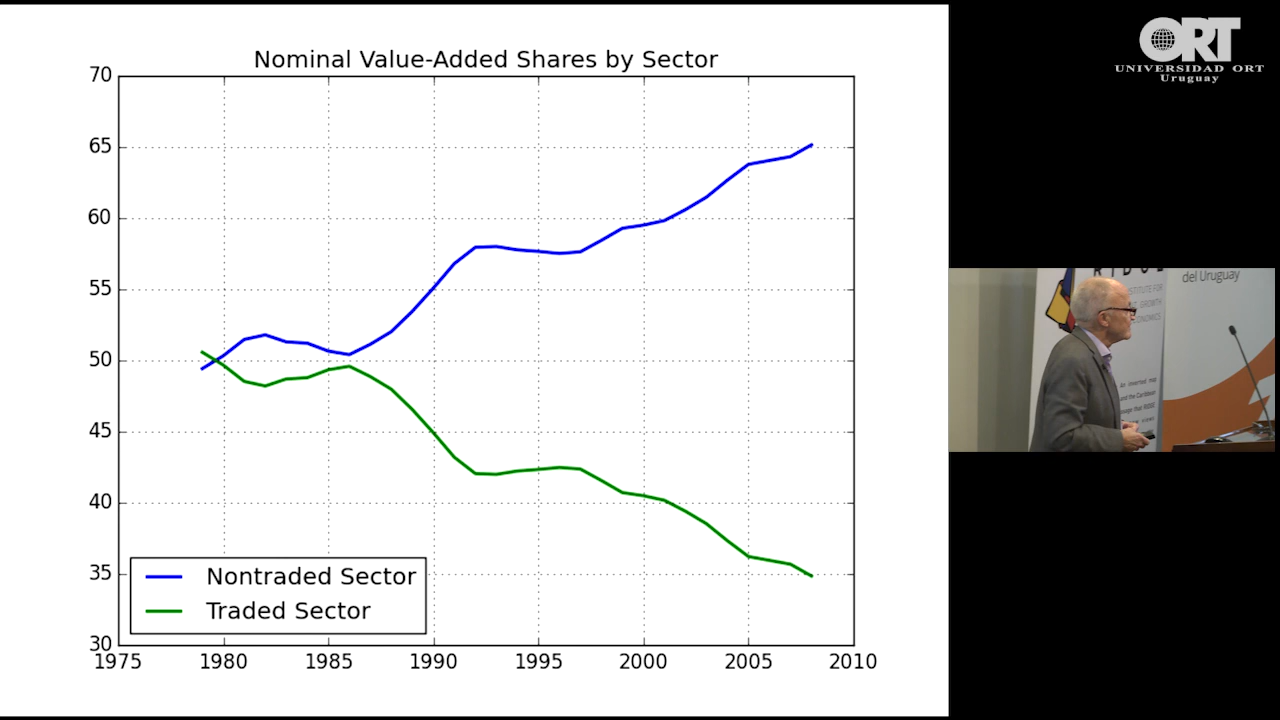 Nominal Value-Added Shares by Sector
70
65
60
55
50
45
40
35
30
1975
1980
1985
1990
1995
2000
2005
2010
Nontraded Sector
Traded Sector
ORT
UNIVERSIDAD ORT
Uruguay
del Uruguay